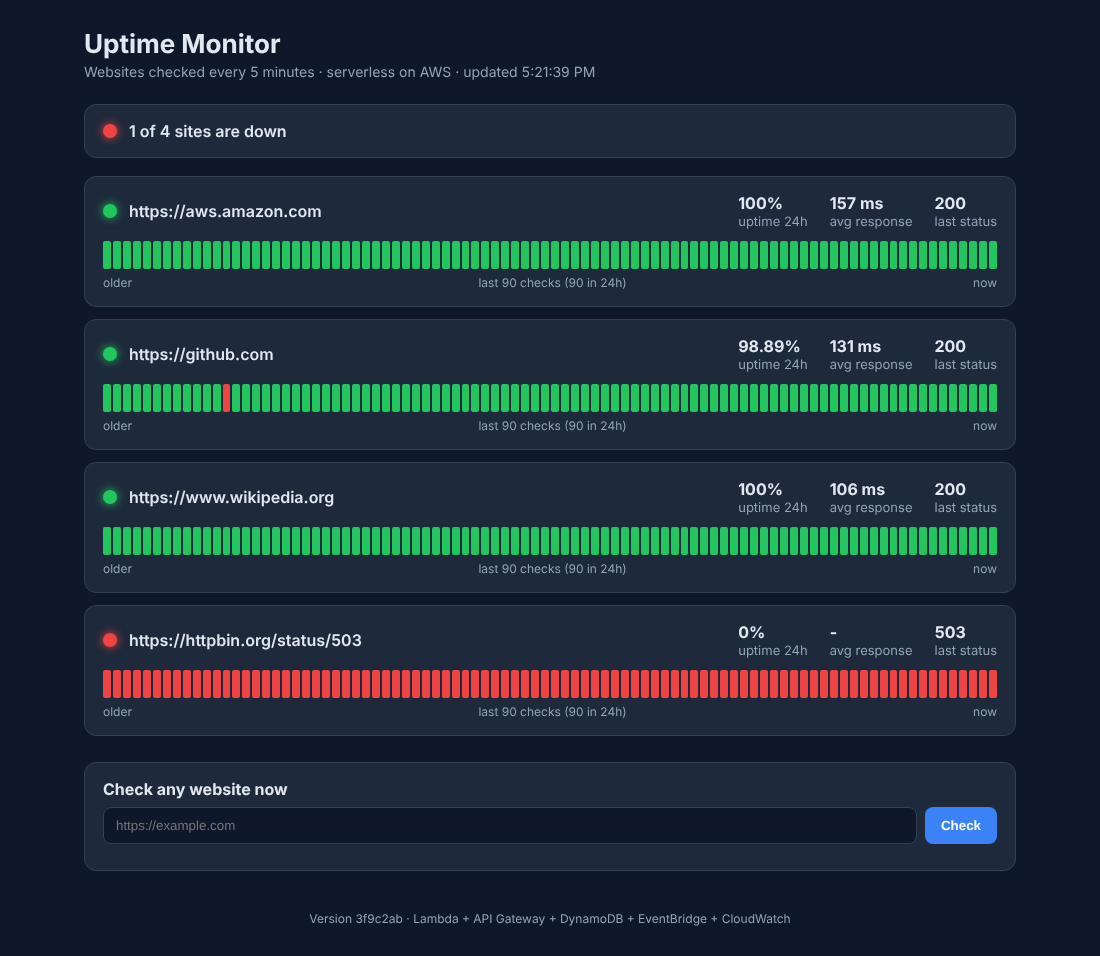 Uptime Monitor
Websites checked every 5 minutes · serverless on AWS · updated 5:21:39 PM
1 of 4 sites are down
https://aws.amazon.com
100% 157 ms 200
uptime 24h avg response last status
older last 90 checks (90 in 24h) now
https://github.com
98.89% 131 ms 200
uptime 24h avg response last status
older last 90 checks (90 in 24h) now
https://www.wikipedia.org
100% 106 ms 200
uptime 24h avg response last status
older last 90 checks (90 in 24h) now
https://httpbin.org/status/503
0% - 503
uptime 24h avg response last status
older last 90 checks (90 in 24h) now
Check any website now
https://example.com Check
Version 3f9c2ab · Lambda + API Gateway + DynamoDB + EventBridge + CloudWatch